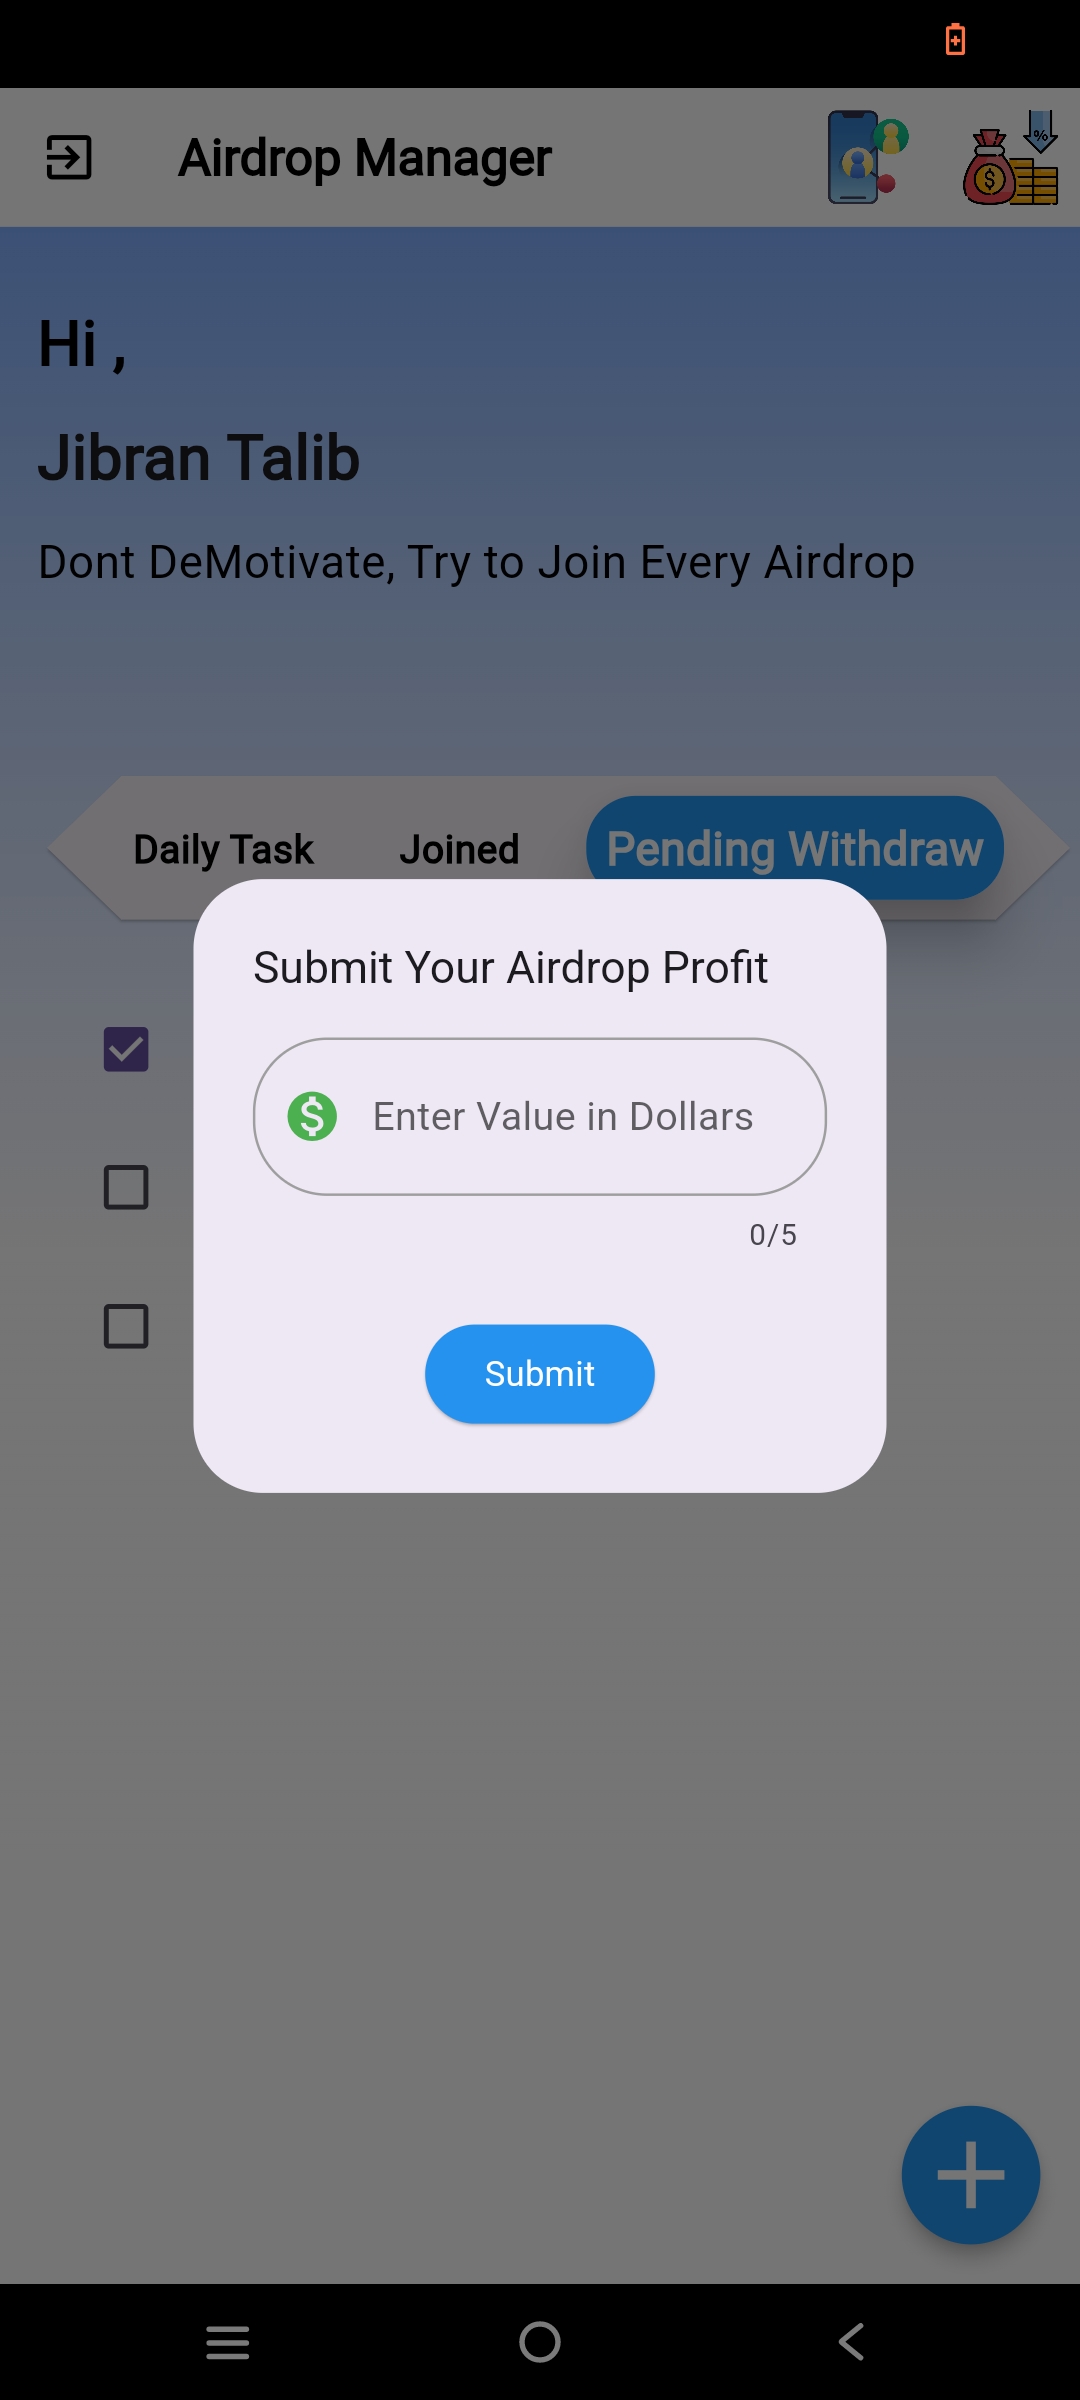 Airdrop Manager
%
$
Hi ,
Jibran Talib
Dont DeMotivate, Try to Join Every Airdrop
Daily Task Joined Pending Withdraw
Submit Your Airdrop Profit
$ Enter Value in Dollars
0/5
Submit